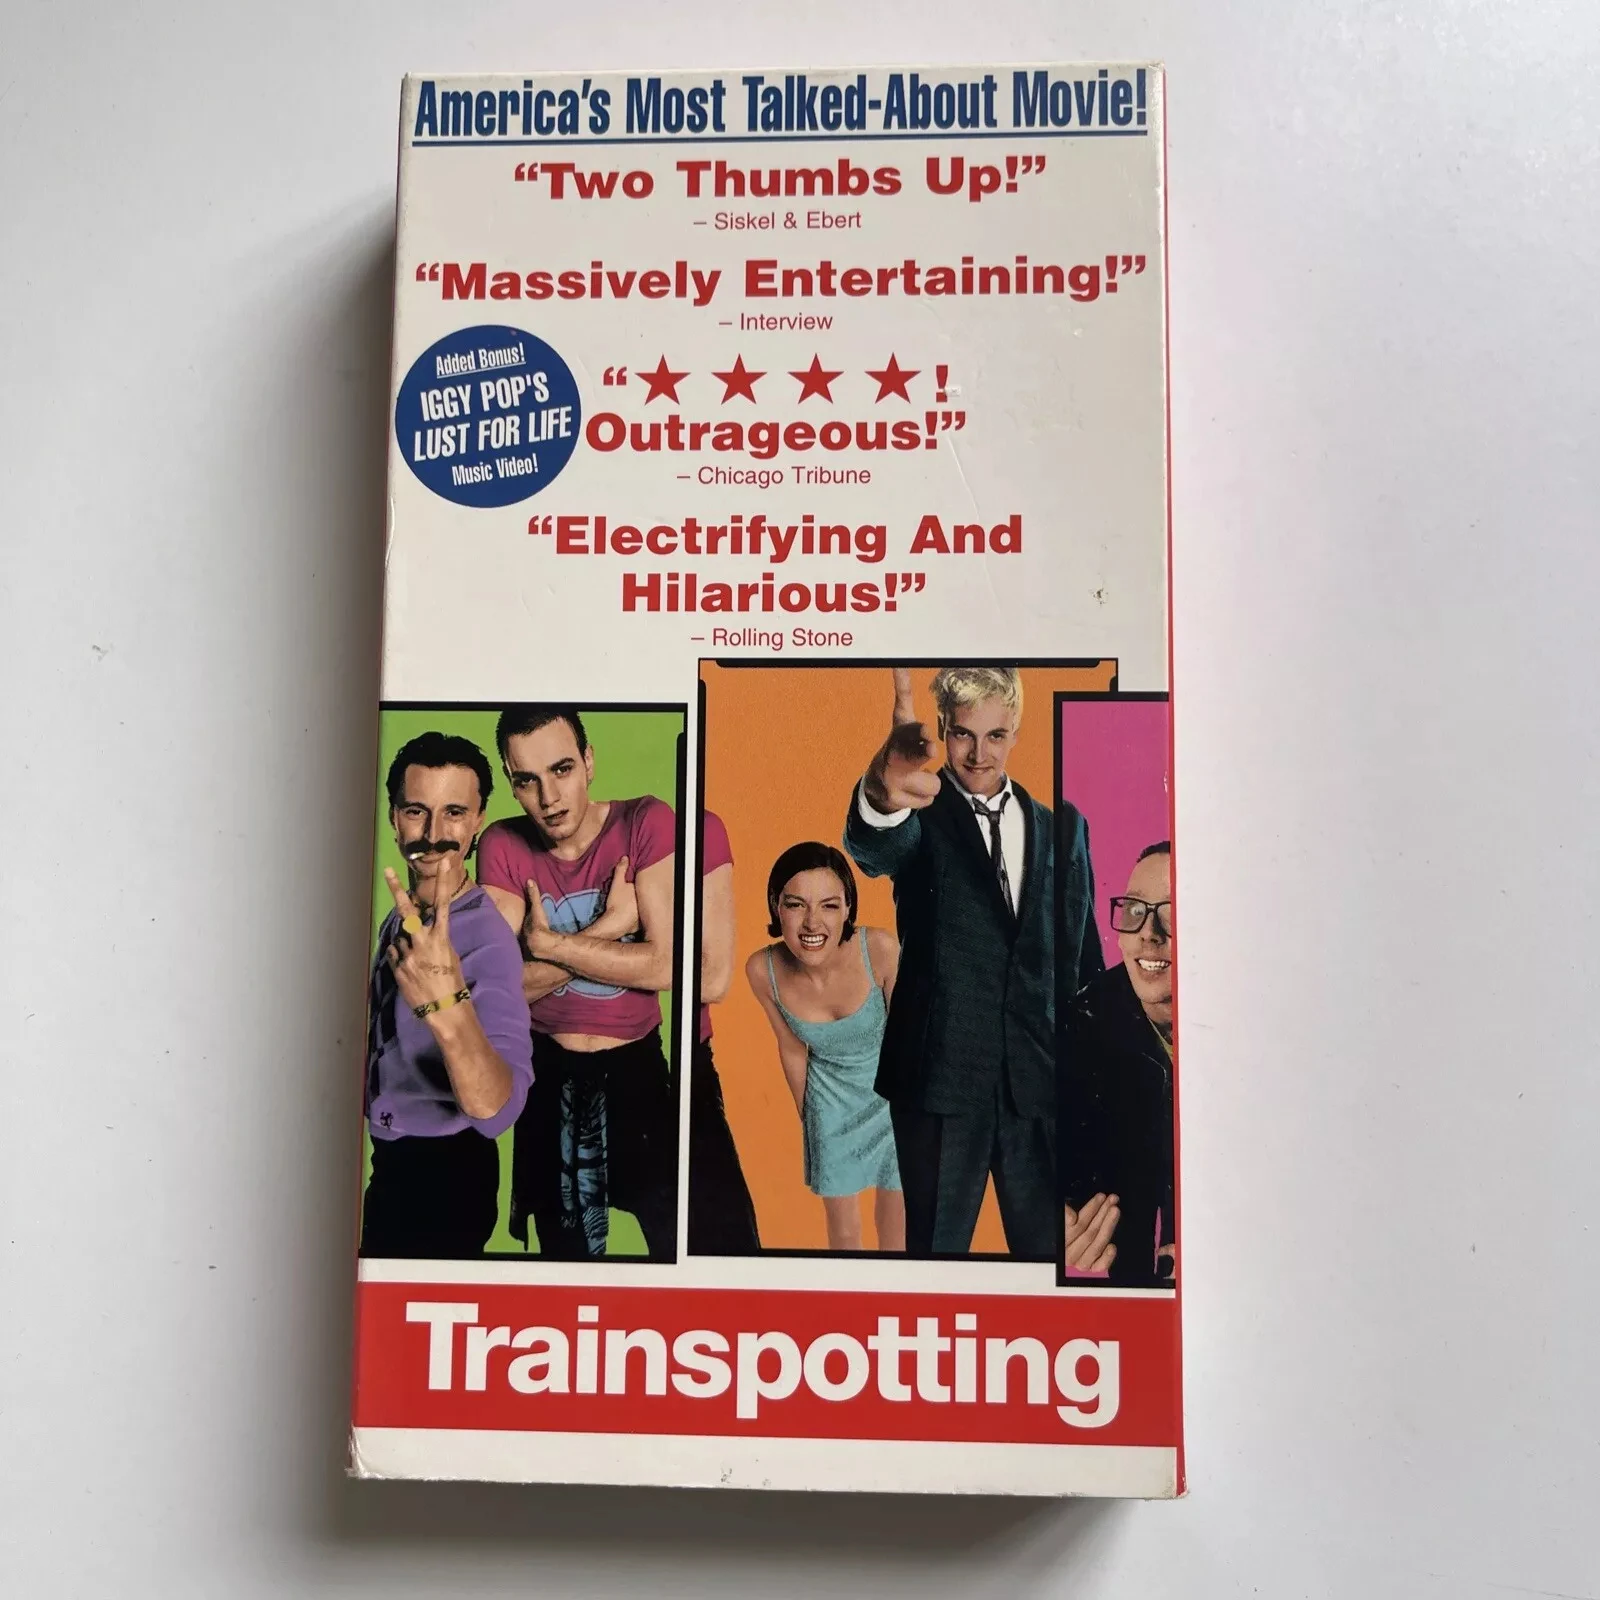 America's Most Talked-About Movie!
“Two Thumbs Up!”
– Siskel & Ebert
“Massively Entertaining!”
– Interview
Added Bonus!
IGGY POP'S
LUST FOR LIFE
Music Video!
“★ ★ ★ ★!
Outrageous!”
– Chicago Tribune
“Electrifying And
Hilarious!”
– Rolling Stone
Trainspotting